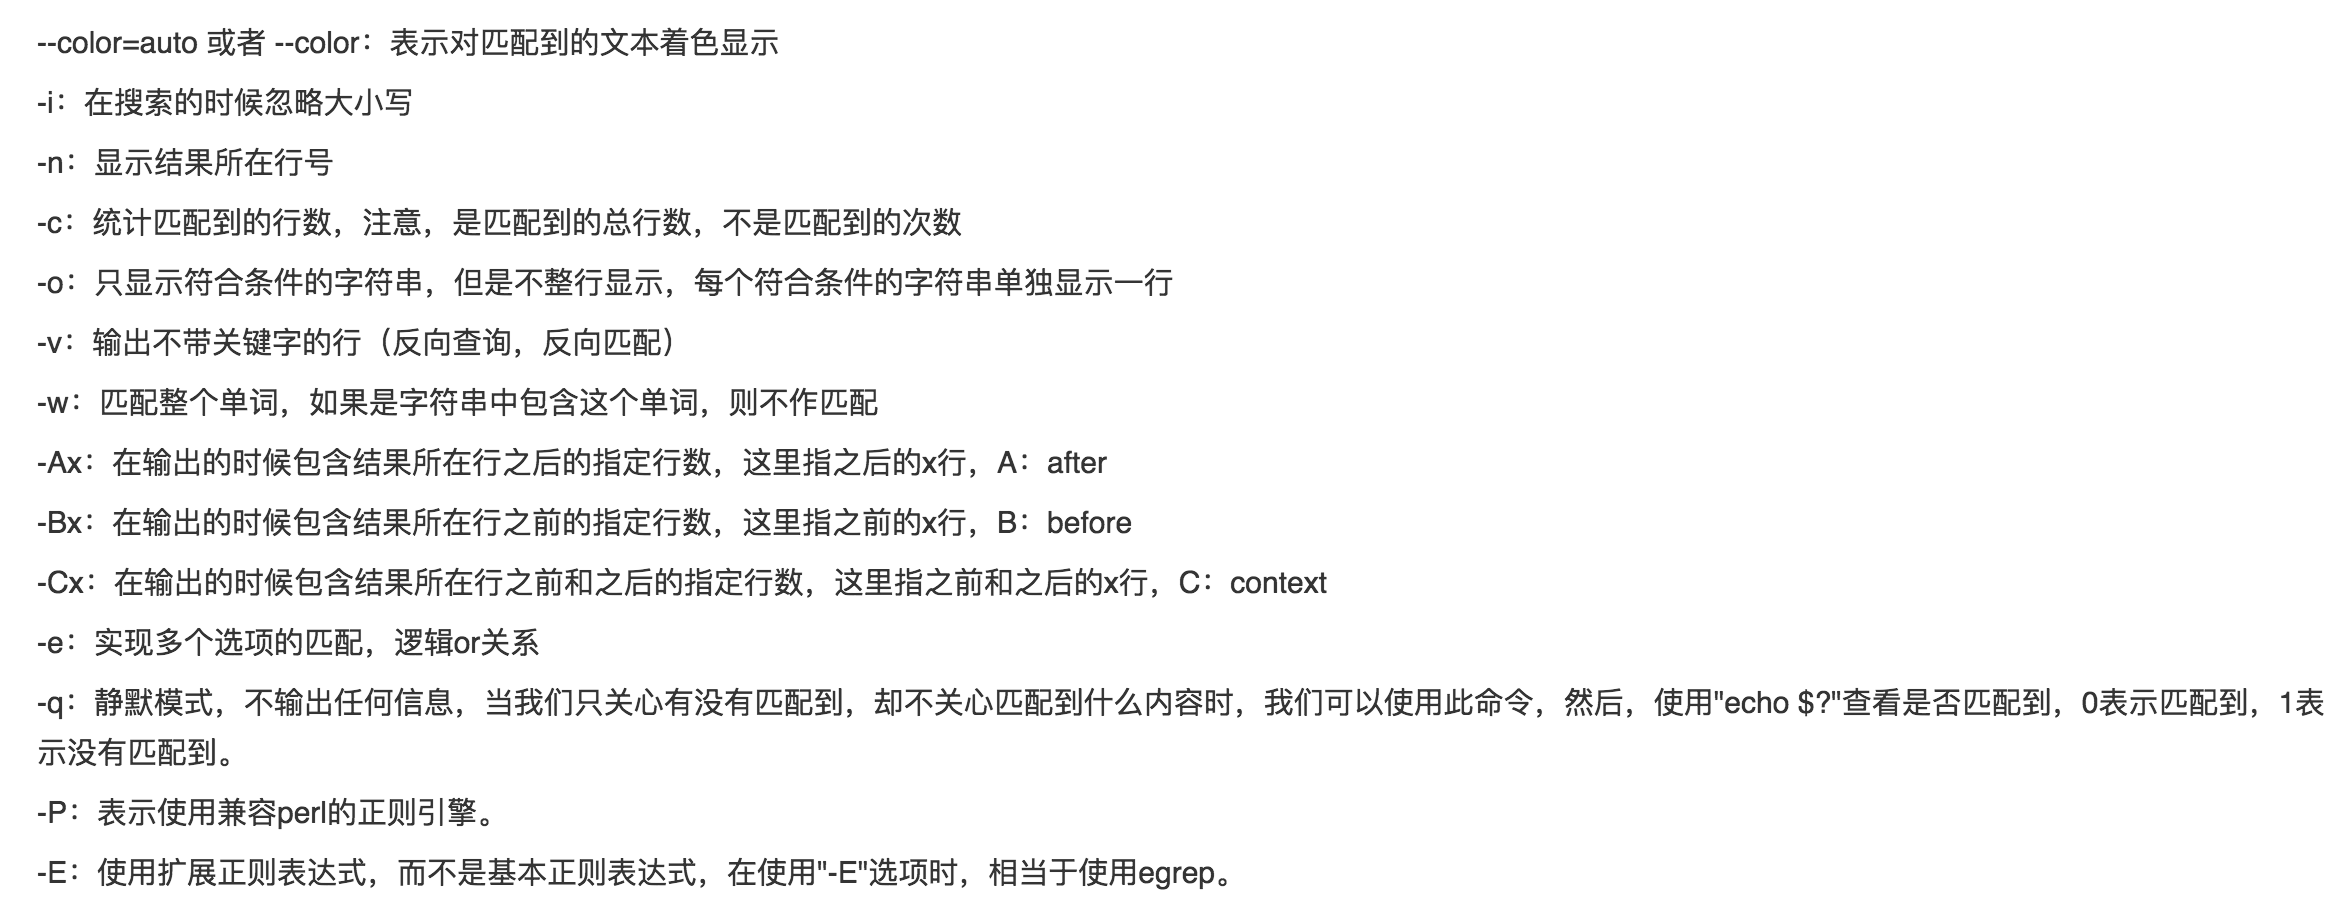 --color=auto 或者 --color：表示对匹配到的文本着色显示
-i：在搜索的时候忽略大小写
-n：显示结果所在行号
-c：统计匹配到的行数，注意，是匹配到的总行数，不是匹配到的次数
-o：只显示符合条件的字符串，但是不整行显示，每个符合条件的字符串单独显示一行
-v：输出不带关键字的行（反向查询，反向匹配）
-w：匹配整个单词，如果是字符串中包含这个单词，则不作匹配
-Ax：在输出的时候包含结果所在行之后的指定行数，这里指之后的x行，A：after
-Bx：在输出的时候包含结果所在行之前的指定行数，这里指之前的x行，B：before
-Cx：在输出的时候包含结果所在行之前和之后的指定行数，这里指之前和之后的x行，C：context
-e：实现多个选项的匹配，逻辑or关系
-q：静默模式，不输出任何信息，当我们只关心有没有匹配到，却不关心匹配到什么内容时，我们可以使用此命令，然后，使用"echo $?"查看是否匹配到，0表示匹配到，1表
示没有匹配到。
-P：表示使用兼容perl的正则引擎。
-E：使用扩展正则表达式，而不是基本正则表达式，在使用"-E"选项时，相当于使用egrep。